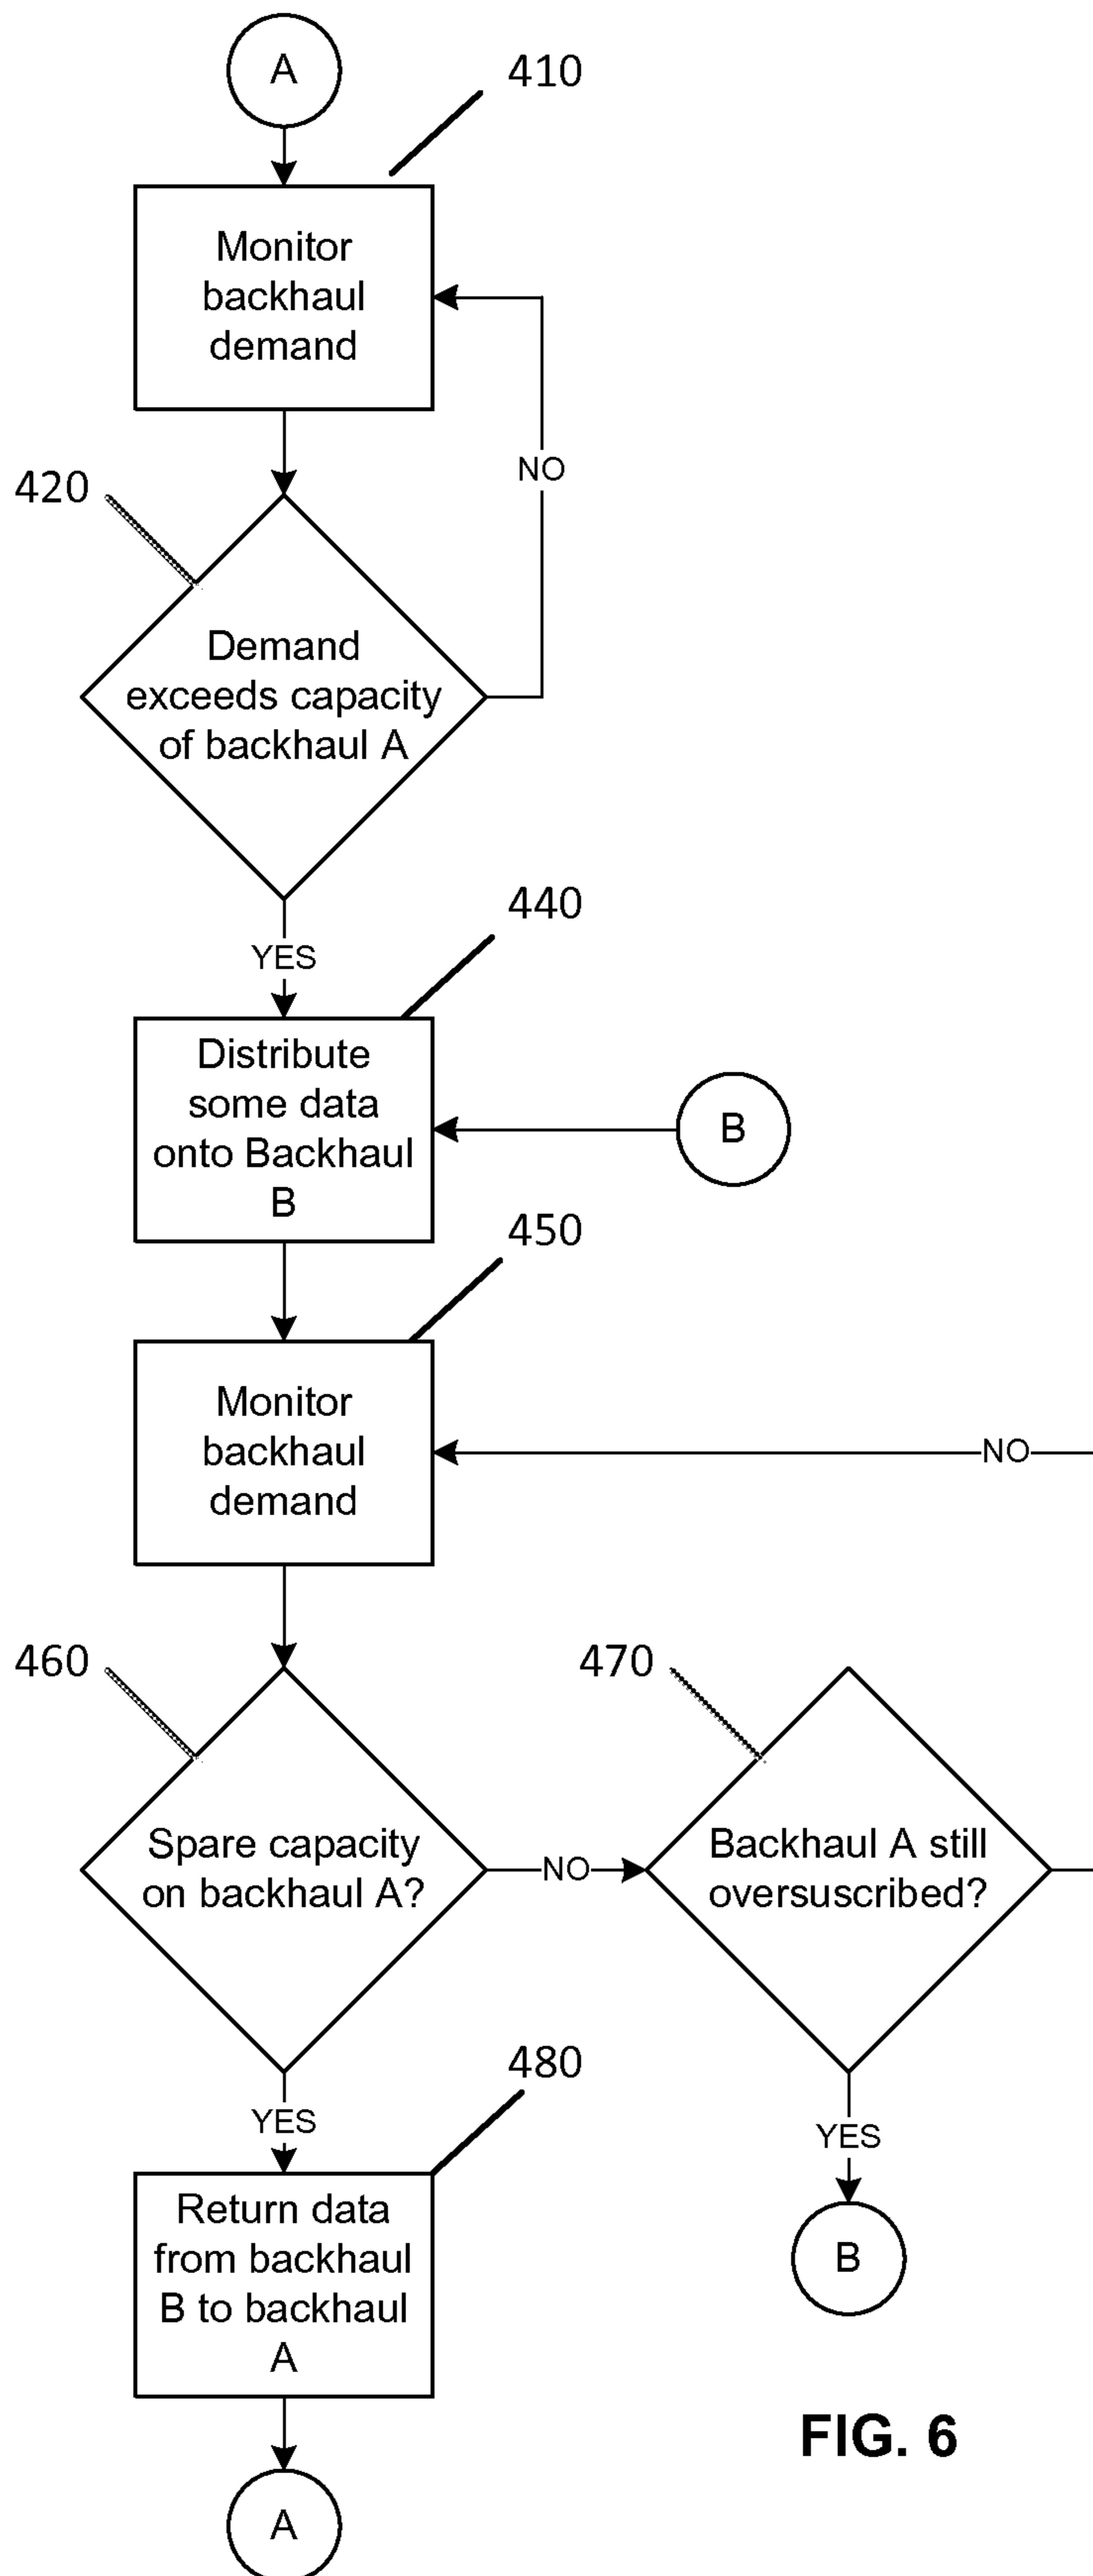 A
410
Monitor
backhaul
demand
NO
420
Demand
exceeds capacity
of backhaul A
YES
440
Distribute
some data
onto Backhaul
B
B
450
Monitor
backhaul
demand
NO
460
Spare capacity
on backhaul A?
NO
470
Backhaul A still
oversuscribed?
YES
480
YES
Return data
from backhaul
B to backhaul
A
B
FIG. 6
A